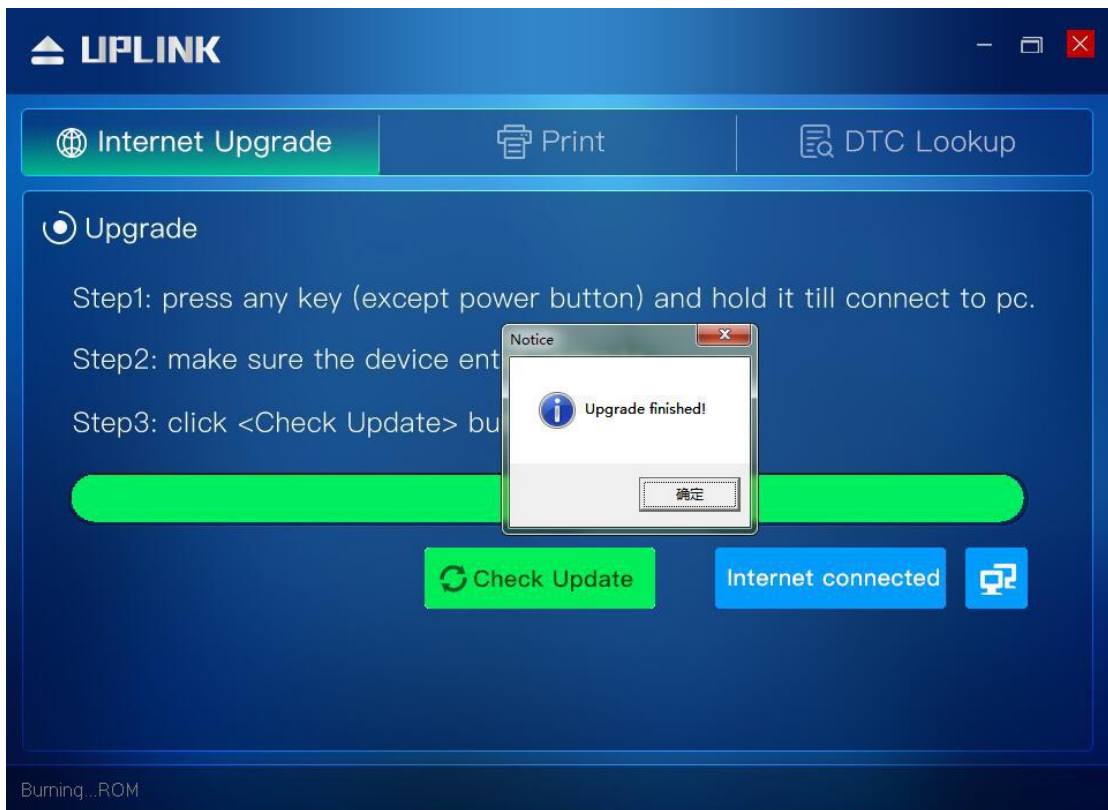 UPLINK
Internet Upgrade
Print
DTC Lookup
Upgrade
Step1: press any key (except power button) and hold it till connect to pc.
Step2: make sure the device ent
Step3: click <Check Update> bu
Notice
Upgrade finished!
确定
Check Update
Internet connected
Burning...ROM